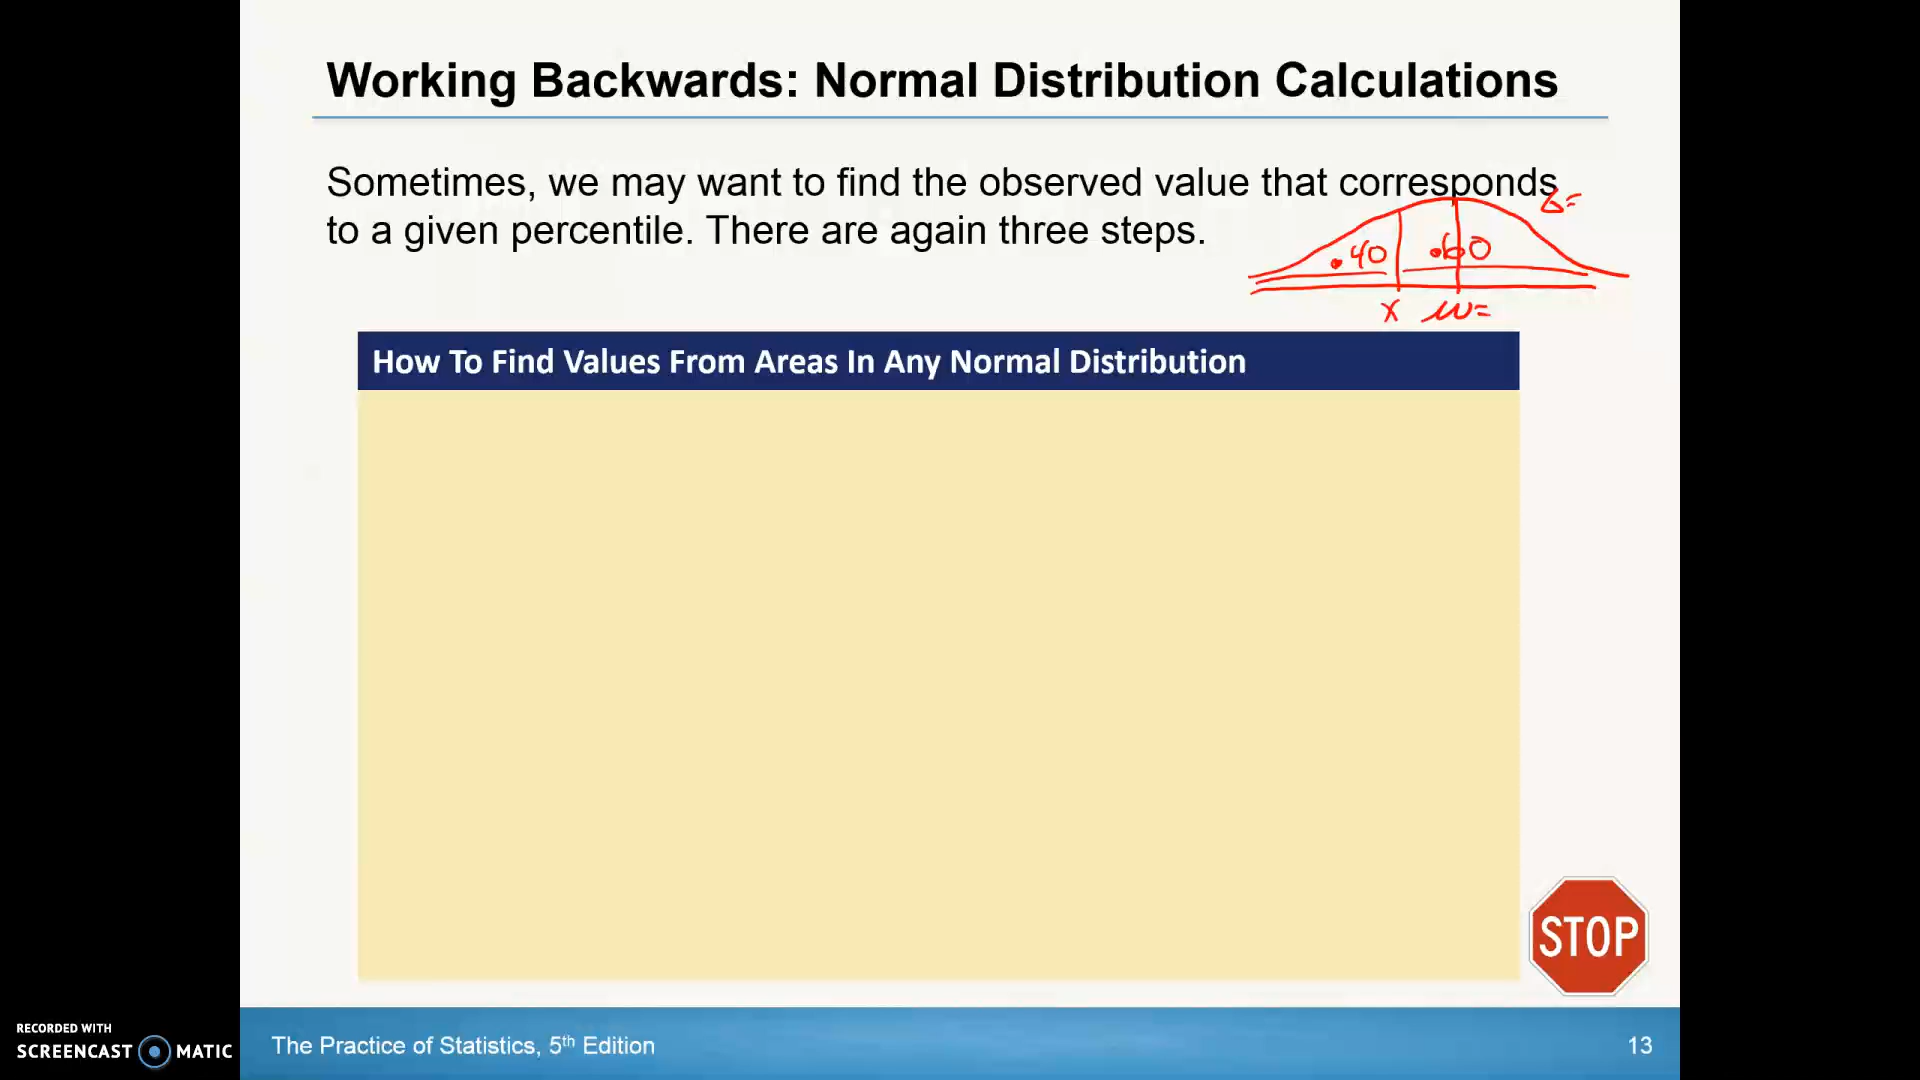 Working Backwards: Normal Distribution Calculations
Sometimes, we may want to find the observed value that corresponds
to a given percentile. There are again three steps.
σ=
.40 .60
x μ=
How To Find Values From Areas In Any Normal Distribution
STOP
RECORDED WITH
SCREENCAST MATIC
The Practice of Statistics, 5th Edition
13